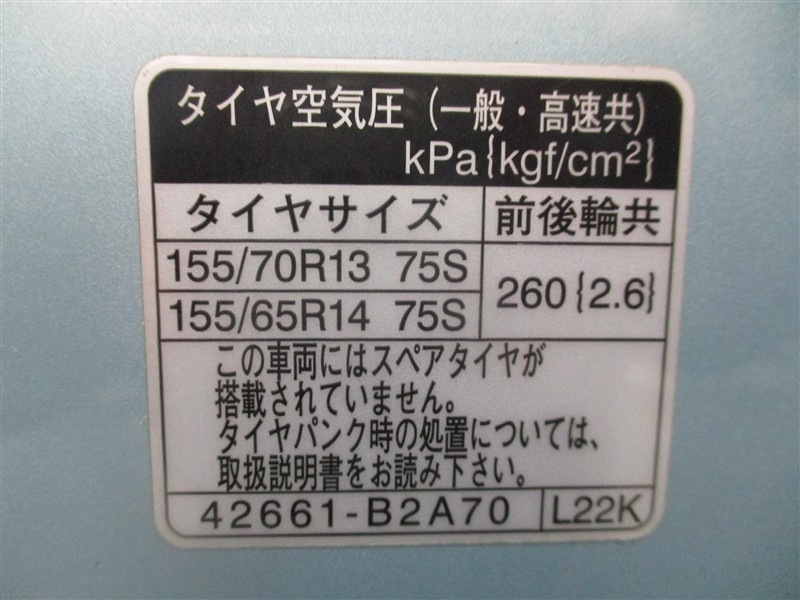 タイヤ空気圧 (一般・高速共)
kPa{kgf/cm²}
タイヤサイズ 前後輪共
155/70R13 75S
260{2.6}
155/65R14 75S
この車両にはスペアタイヤが
搭載されていません。
タイヤパンク時の処置については、
取扱説明書をお読み下さい。
42661-B2A70 L22K